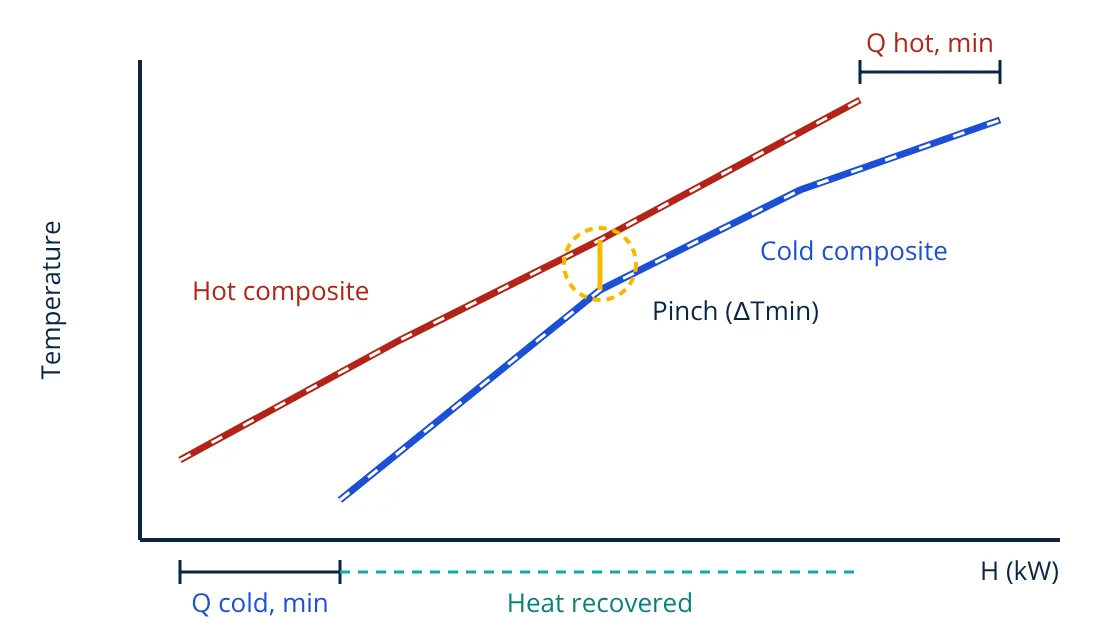 Q hot, min
Temperature
Hot composite
Cold composite
Pinch (ΔTmin)
H (kW)
Q cold, min
Heat recovered